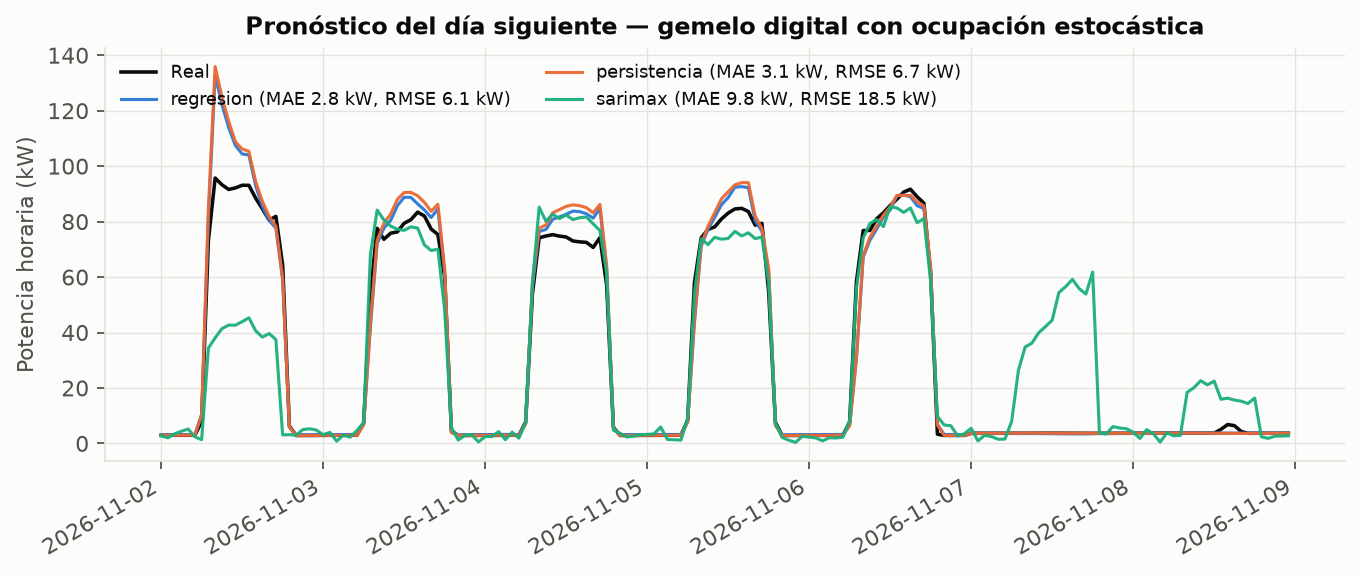 Pronóstico del día siguiente — gemelo digital con ocupación estocástica
Potencia horaria (kW)
140
120
100
80
60
40
20
0
Real
regresion (MAE 2.8 kW, RMSE 6.1 kW)
persistencia (MAE 3.1 kW, RMSE 6.7 kW)
sarimax (MAE 9.8 kW, RMSE 18.5 kW)
2026-11-02
2026-11-03
2026-11-04
2026-11-05
2026-11-06
2026-11-07
2026-11-08
2026-11-09